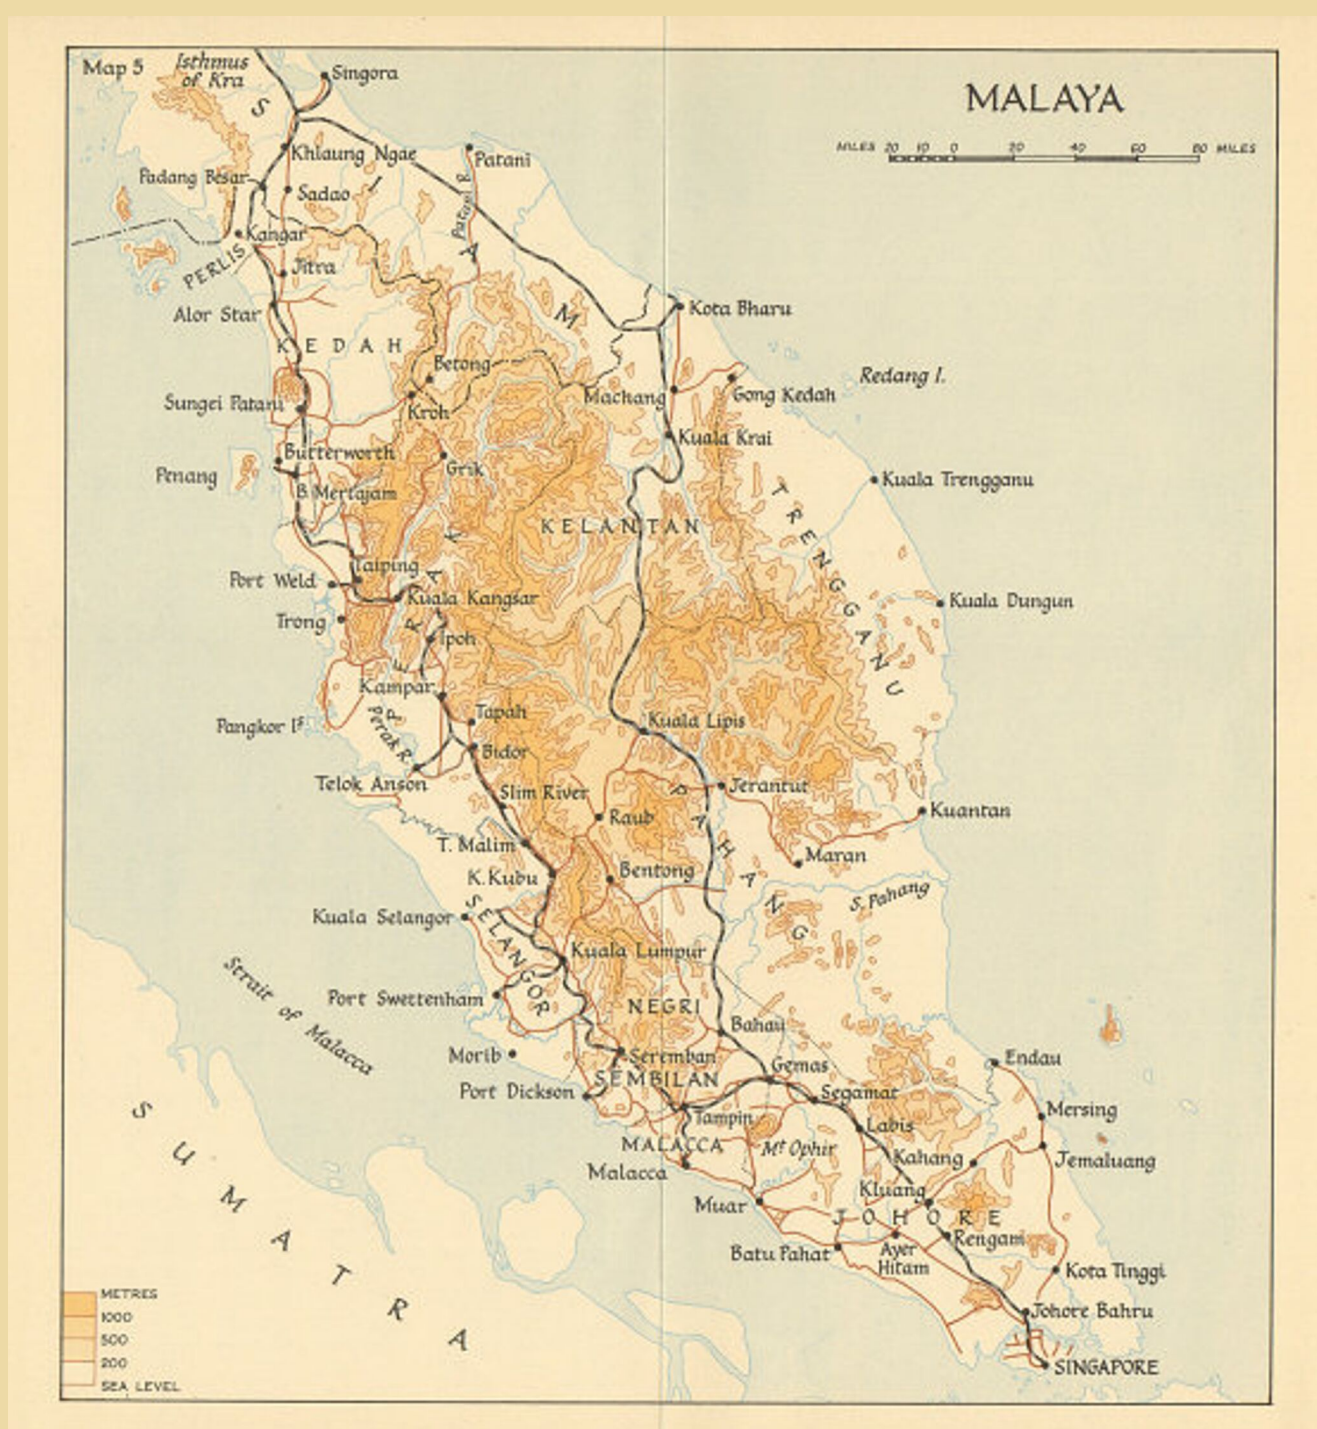 Map 5
Isthmus
of Kra
Singora
MALAYA
MILES 20 10 0 20 40 60 80 MILES
S I A M
Khlaung Ngae
Patani
Padang Besar
Sadao
Patani R.
Kangar
PERLIS
Jitra
Alor Star
Kota Bharu
KEDAH
Betong
Redang I.
Machang
Gong Kedah
Sungei Patani
Kroh
Kuala Krai
Butterworth
Penang
Grik
Kuala Trengganu
B. Mertajam
KELANTAN
TRENGGANU
Taiping
Port Weld
Kuala Kangsar
Kuala Dungun
Trong
PERAK
Ipoh
Kampar
Tapah
Kuala Lipis
Pangkor Is
Perak R.
Bidor
Telok Anson
Slim River
Jerantut
Raub
Kuantan
PAHANG
T. Malim
Maran
K. Kubu
Bentong
S. Pahang
Kuala Selangor
SELANGOR
Kuala Lumpur
Strait of Malacca
Port Swettenham
NEGRI
Bahau
Morib
Seremban
Gemas
Endau
SEMBILAN
Port Dickson
Segamat
Mersing
Tampin
Labis
MALACCA
Mt Ophir
Kahang
Jemaluang
Malacca
Kluang
Muar
JOHORE
Rengam
Batu Pahat
Ayer
Hitam
Kota Tinggi
SUMATRA
Johore Bahru
SINGAPORE
METRES
1000
500
200
SEA LEVEL